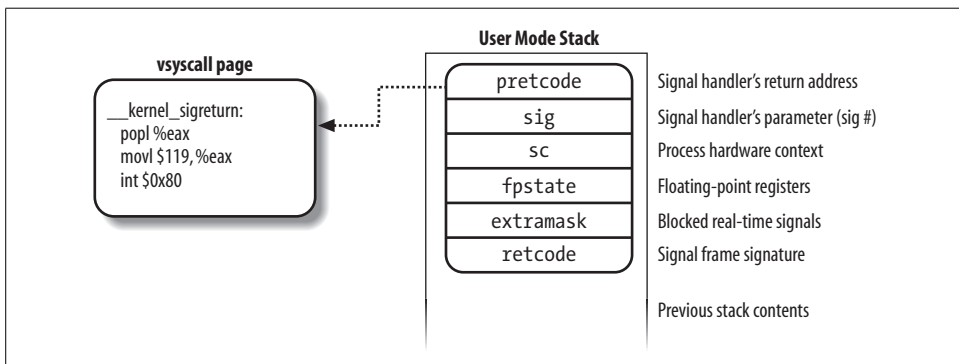 User Mode Stack
vsyscall page
__kernel_sigreturn:
popl %eax
movl $119,%eax
int $0x80
pretcode Signal handler’s return address
sig Signal handler’s parameter (sig #)
sc Process hardware context
fpstate Floating-point registers
extramask Blocked real-time signals
retcode Signal frame signature
Previous stack contents